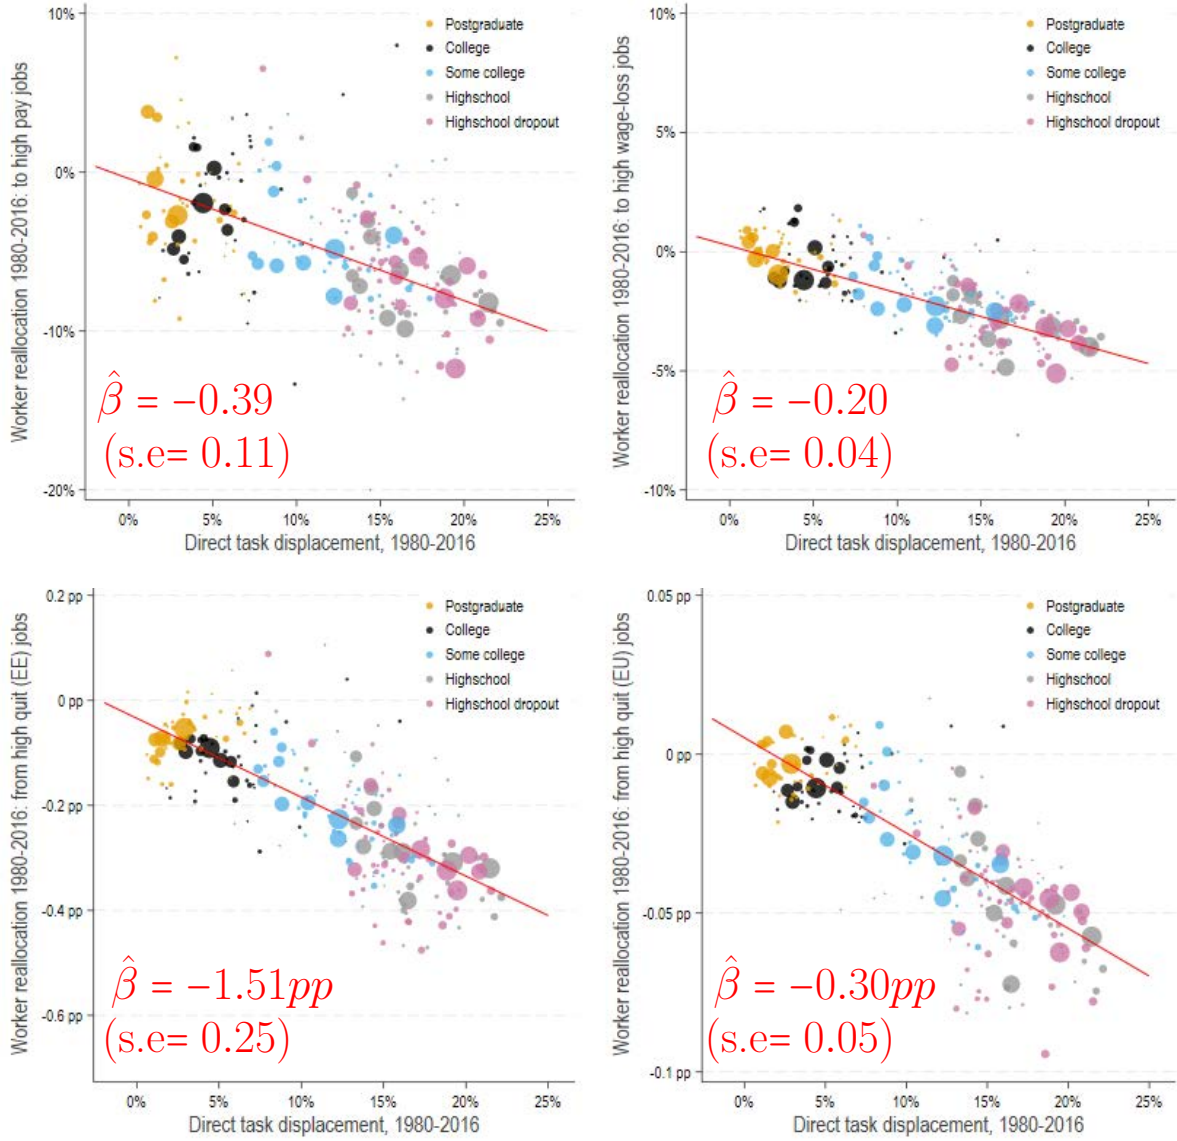 Worker reallocation 1980-2016: to high pay jobs
10%
0%
-10%
-20%
Postgraduate
College
Some college
Highschool
Highschool dropout
β̂ = −0.39
(s.e= 0.11)
0% 5% 10% 15% 20% 25%
Direct task displacement, 1980-2016
Worker reallocation 1980-2016: to high wage-loss jobs
10%
5%
0%
-5%
-10%
Postgraduate
College
Some college
Highschool
Highschool dropout
β̂ = −0.20
(s.e= 0.04)
0% 5% 10% 15% 20% 25%
Direct task displacement, 1980-2016
Worker reallocation 1980-2016: from high quit (EE) jobs
0.2 pp
0 pp
-0.2 pp
-0.4 pp
-0.6 pp
Postgraduate
College
Some college
Highschool
Highschool dropout
β̂ = −1.51pp
(s.e= 0.25)
0% 5% 10% 15% 20% 25%
Direct task displacement, 1980-2016
Worker reallocation 1980-2016: from high quit (EU) jobs
0.05 pp
0 pp
-0.05 pp
-0.1 pp
Postgraduate
College
Some college
Highschool
Highschool dropout
β̂ = −0.30pp
(s.e= 0.05)
0% 5% 10% 15% 20% 25%
Direct task displacement, 1980-2016